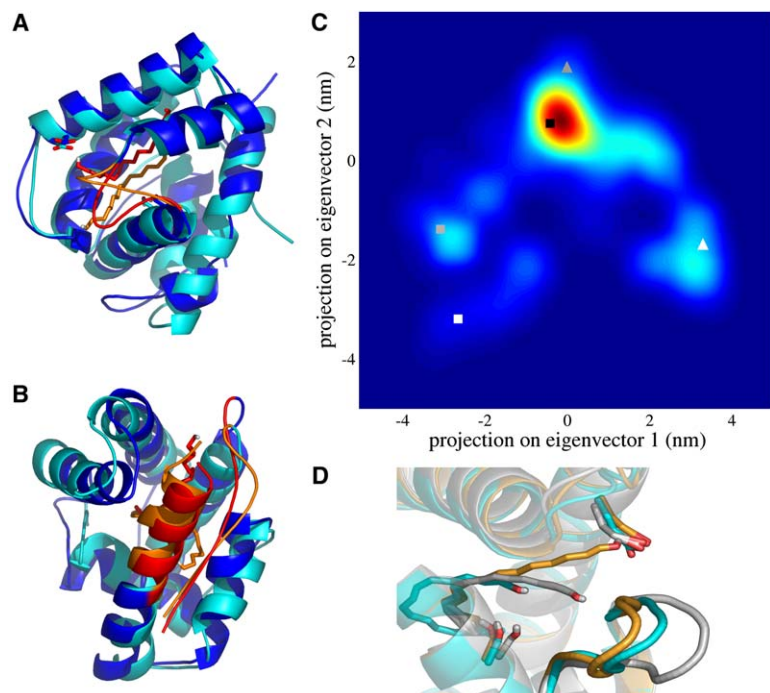 A
C
2
0
-2
-4
projection on eigenvector 2 (nm)
-4 -2 0 2 4
projection on eigenvector 1 (nm)
B
D